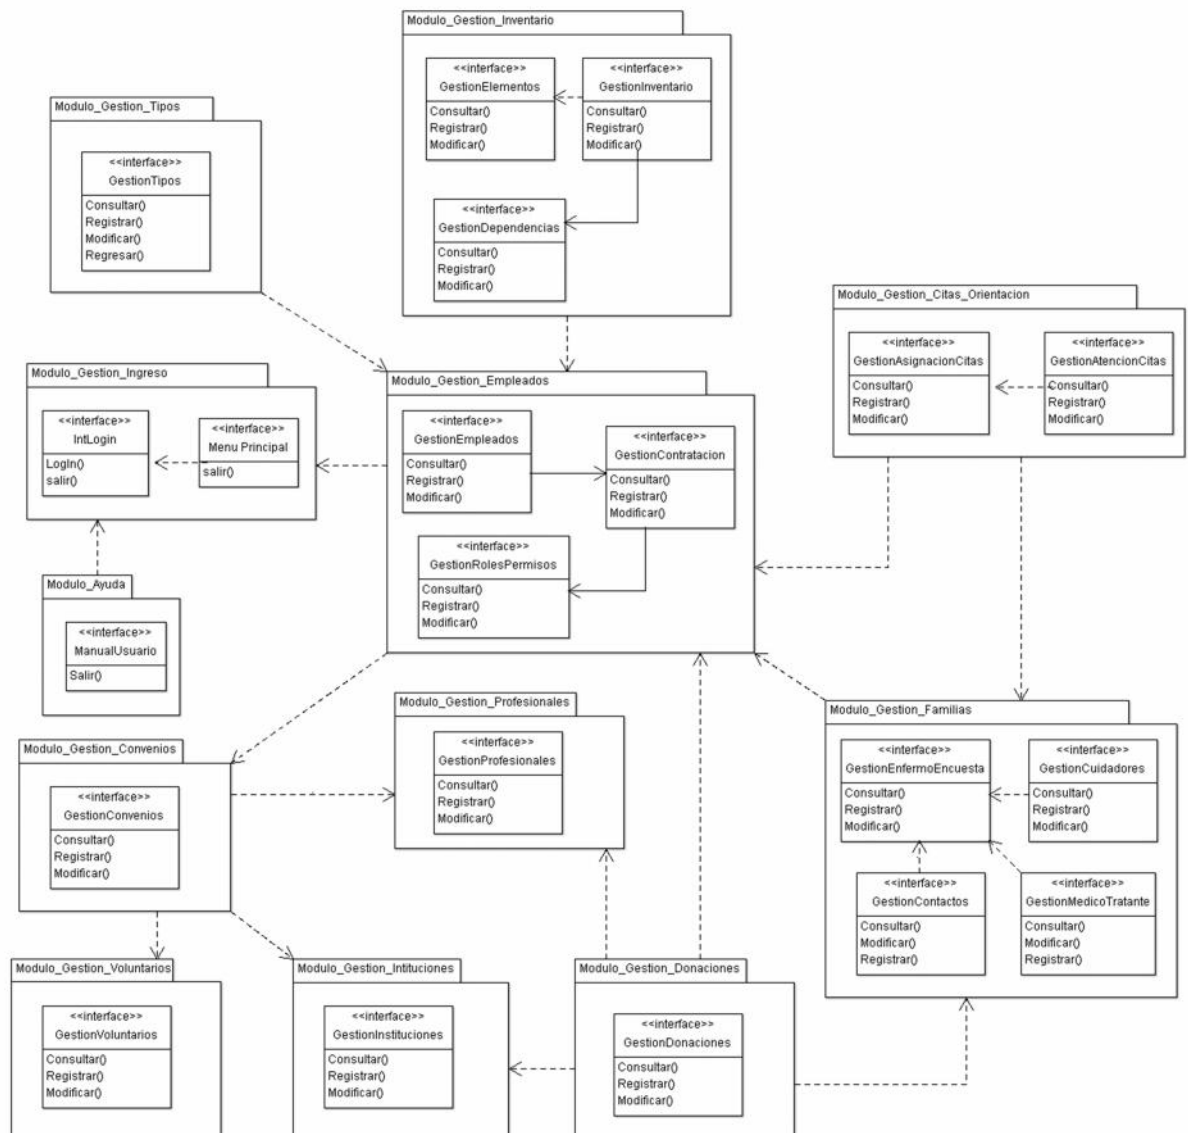 Modulo_Gestion_Inventario
<<interface>>
GestionElementos
Consultar()
Registrar()
Modificar()
<<interface>>
GestionInventario
Consultar()
Registrar()
Modificar()
<<interface>>
GestionDependencias
Consultar()
Registrar()
Modificar()
Modulo_Gestion_Tipos
<<interface>>
GestionTipos
Consultar()
Registrar()
Modificar()
Regresar()
Modulo_Gestion_Citas_Orientacion
<<interface>>
GestionAsignacionCitas
Consultar()
Registrar()
Modificar()
<<interface>>
GestionAtencionCitas
Consultar()
Registrar()
Modificar()
Modulo_Gestion_Ingreso
<<interface>>
IntLogin
LogIn()
salir()
<<interface>>
Menu Principal
salir()
Modulo_Gestion_Empleados
<<interface>>
GestionEmpleados
Consultar()
Registrar()
Modificar()
<<interface>>
GestionContratacion
Consultar()
Registrar()
Modificar()
<<interface>>
GestionRolesPermisos
Consultar()
Registrar()
Modificar()
Modulo_Ayuda
<<interface>>
ManualUsuario
Salir()
Modulo_Gestion_Profesionales
<<interface>>
GestionProfesionales
Consultar()
Registrar()
Modificar()
Modulo_Gestion_Familias
<<interface>>
GestionEnfermoEncuesta
Consultar()
Registrar()
Modificar()
<<interface>>
GestionCuidadores
Consultar()
Registrar()
Modificar()
<<interface>>
GestionContactos
Consultar()
Modificar()
Registrar()
<<interface>>
GestionMedicoTratante
Consultar()
Modificar()
Registrar()
Modulo_Gestion_Convenios
<<interface>>
GestionConvenios
Consultar()
Registrar()
Modificar()
Modulo_Gestion_Voluntarios
<<interface>>
GestionVoluntarios
Consultar()
Registrar()
Modificar()
Modulo_Gestion_Intituciones
<<interface>>
GestionInstituciones
Consultar()
Registrar()
Modificar()
Modulo_Gestion_Donaciones
<<interface>>
GestionDonaciones
Consultar()
Registrar()
Modificar()